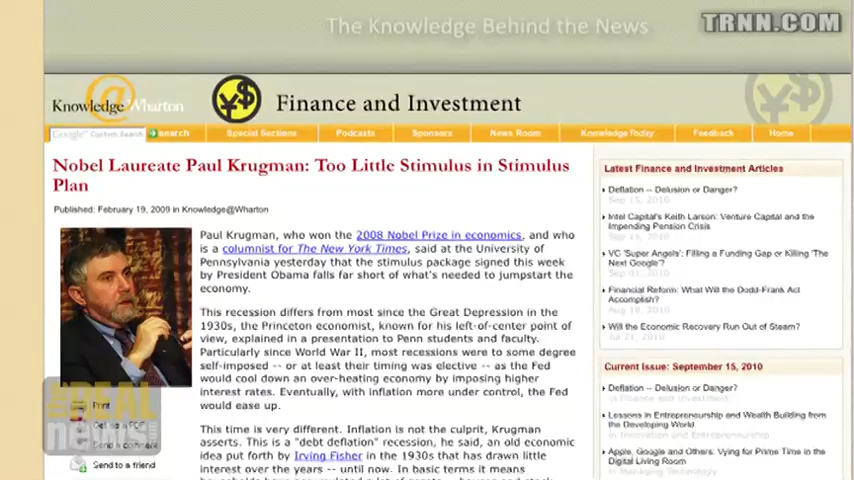 The Knowledge Behind the News
TRNN.COM
Knowledge@Wharton
Finance and Investment
Google™ Custom Search
search
Special Sections
Podcasts
Sponsors
News Room
KnowledgeToday
Feedback
Home
Nobel Laureate Paul Krugman: Too Little Stimulus in Stimulus
Plan
Published: February 19, 2009 in Knowledge@Wharton
Paul Krugman, who won the 2008 Nobel Prize in economics, and who
is a columnist for The New York Times, said at the University of
Pennsylvania yesterday that the stimulus package signed this week
by President Obama falls far short of what's needed to jumpstart the
economy.
This recession differs from most since the Great Depression in the
1930s, the Princeton economist, known for his left-of-center point of
view, explained in a presentation to Penn students and faculty.
Particularly since World War II, most recessions were to some degree
self-imposed -- or at least their timing was elective -- as the Fed
would cool down an over-heating economy by imposing higher
interest rates. Eventually, with inflation more under control, the Fed
would ease up.
This time is very different. Inflation is not the culprit, Krugman
asserts. This is a "debt deflation" recession, he said, an old economic
idea put forth by Irving Fisher in the 1930s that has drawn little
interest over the years -- until now. In basic terms it means
Print
Get as a PDF
Send a comment
Send to a friend
THE REAL
news
Latest Finance and Investment Articles
Deflation -- Delusion or Danger?
Sep 15, 2010
Intel Capital's Keith Larson: Venture Capital and the
Impending Pension Crisis
VC 'Super Angels': Filling a Funding Gap or Killing 'The
Next Google'?
Sep 01, 2010
Financial Reform: What Will the Dodd-Frank Act
Accomplish?
Aug 18, 2010
Will the Economic Recovery Run Out of Steam?
Jul 21, 2010
Current Issue: September 15, 2010
Deflation -- Delusion or Danger?
in Finance and Investment
Lessons in Entrepreneurship and Wealth Building from
the Developing World
in Innovation and Entrepreneurship
Apple, Google and Others: Vying for Prime Time in the
Digital Living Room
in Managing Technology